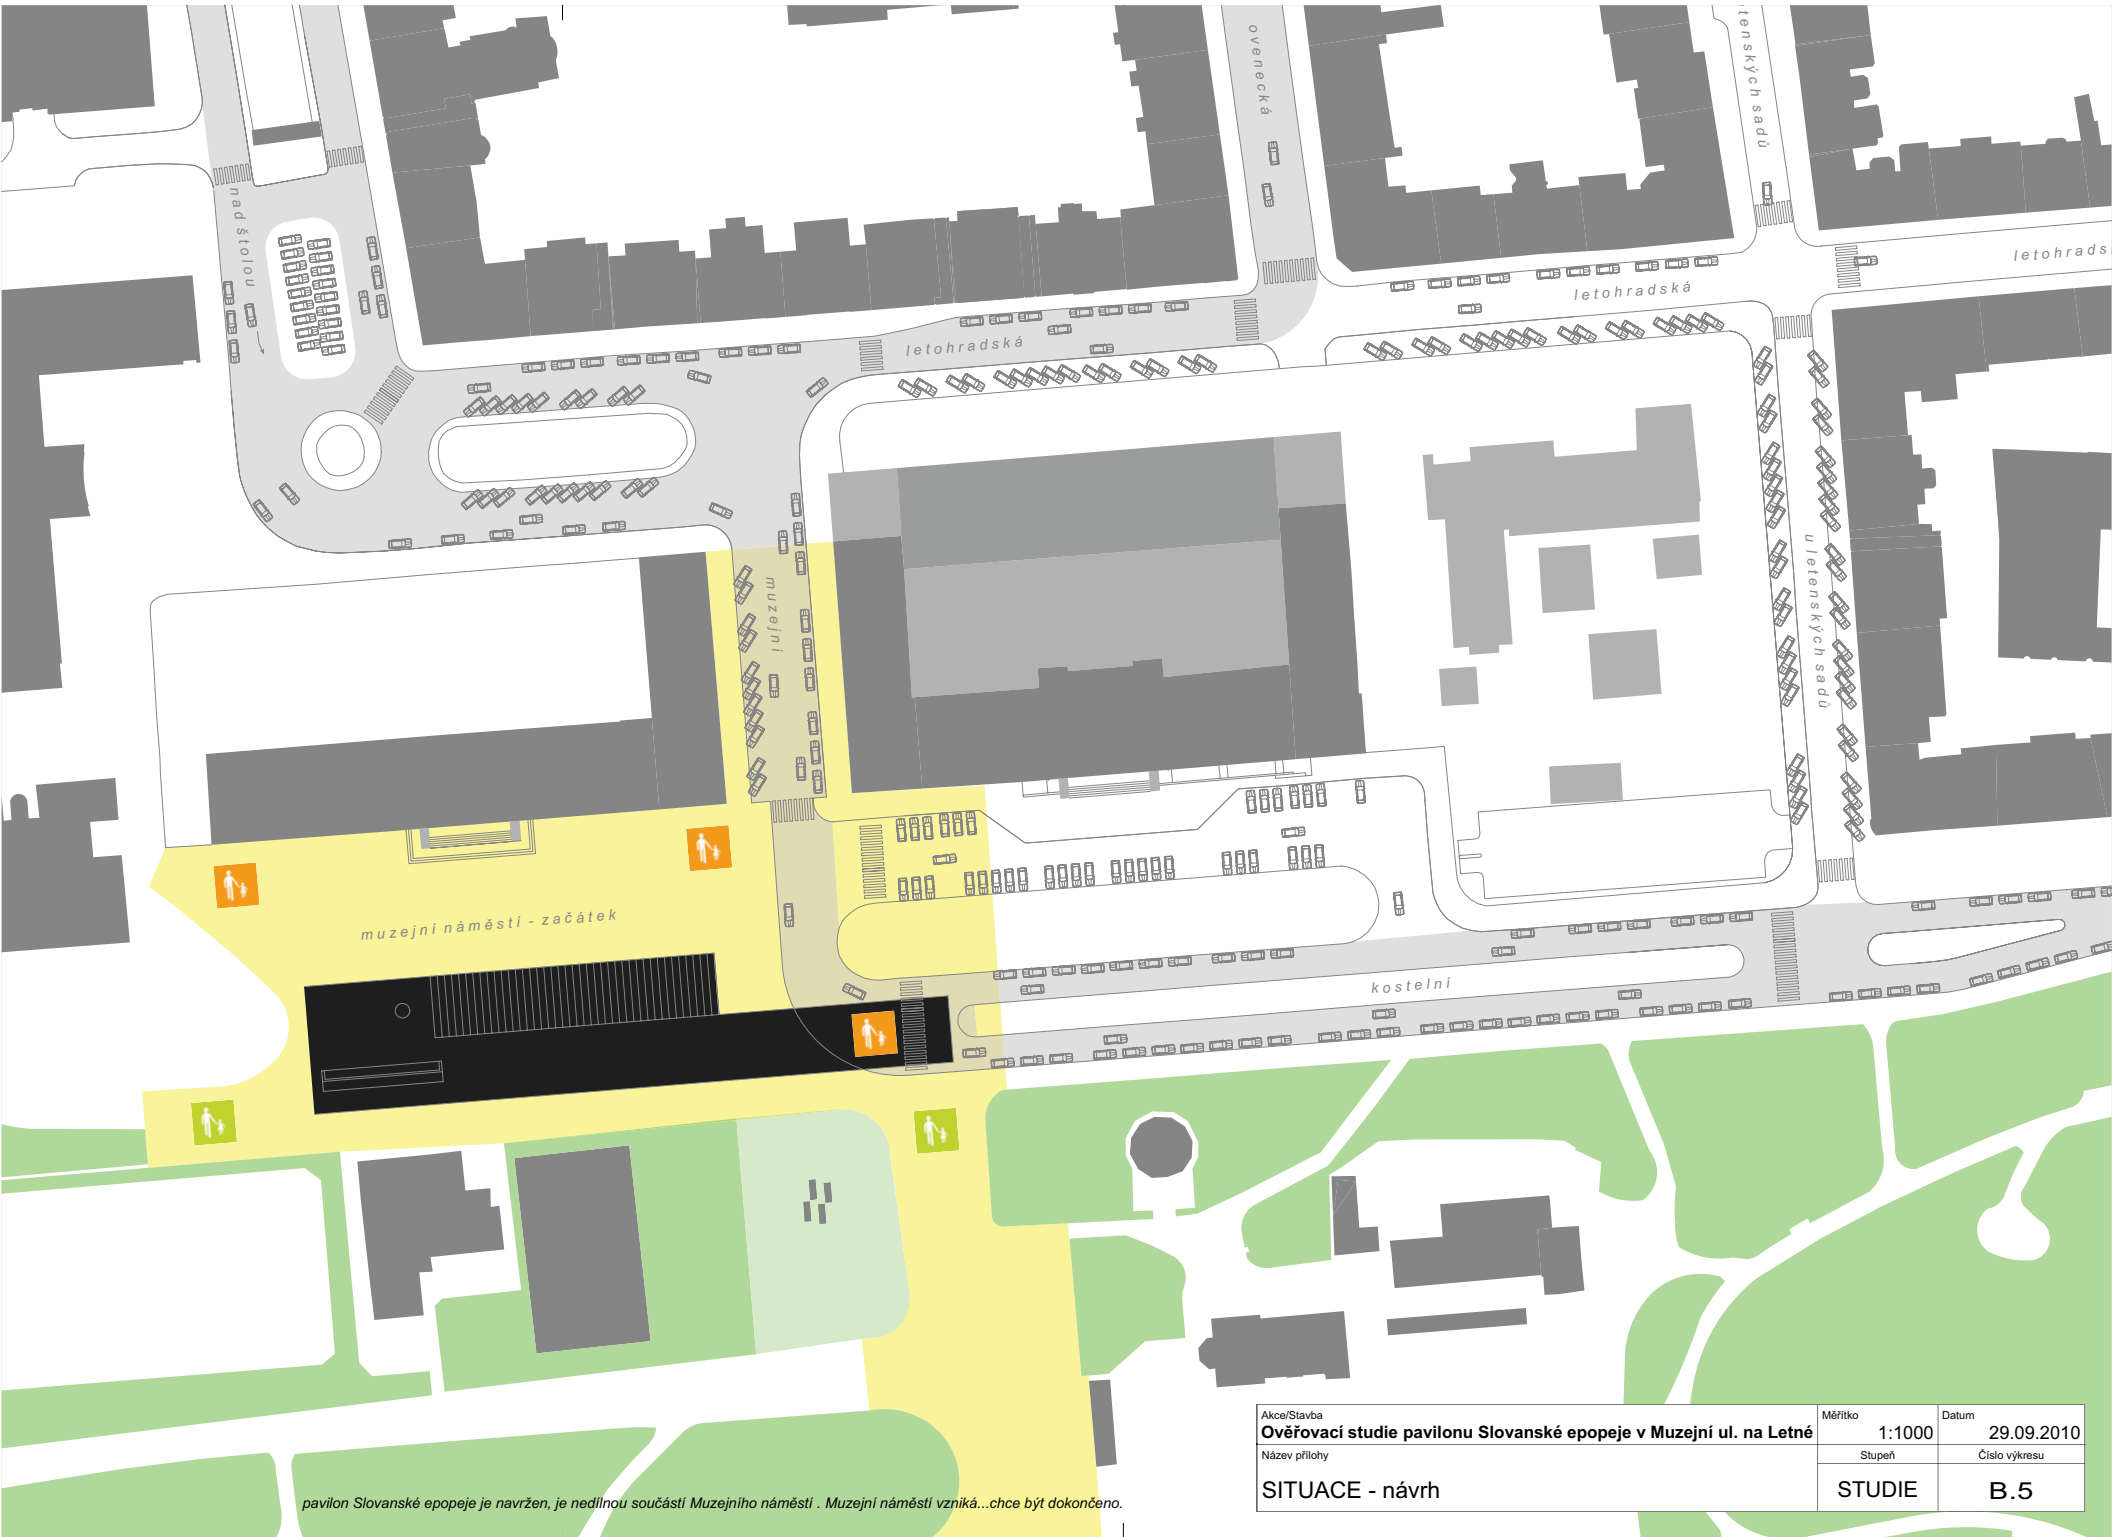 ovenecká
tenských sadů
nad štolou
letohrads
letohradská
letohradská
muzejní
u letenských sadů
muzejní náměstí - začátek
kostelní
Akce/Stavba
Ověřovací studie pavilonu Slovanské epopeje v Muzejní ul. na Letné
Měřítko
1:1000
Datum
29.09.2010
Název přílohy
SITUACE - návrh
Stupeň
STUDIE
Číslo výkresu
B.5
pavilon Slovanské epopeje je navržen, je nedílnou součástí Muzejního náměstí . Muzejní náměstí vzniká...chce být dokončeno.